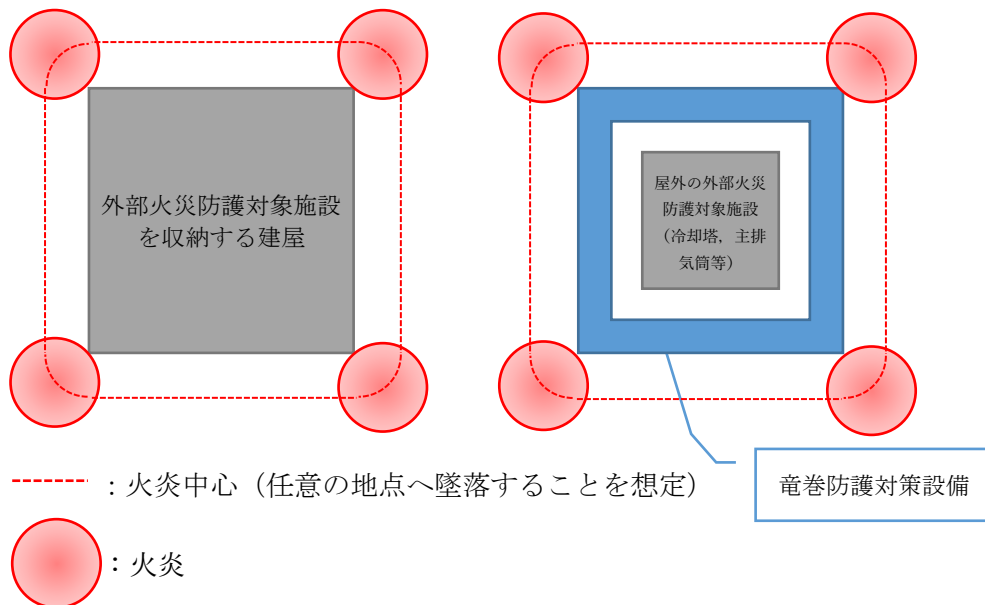 外部火災防護対象施設
を収納する建屋
屋外の外部火災
防護対象施設
（冷却塔，主排
気筒等）
：火炎中心（任意の地点へ墜落することを想定）
竜巻防護対策設備
：火炎